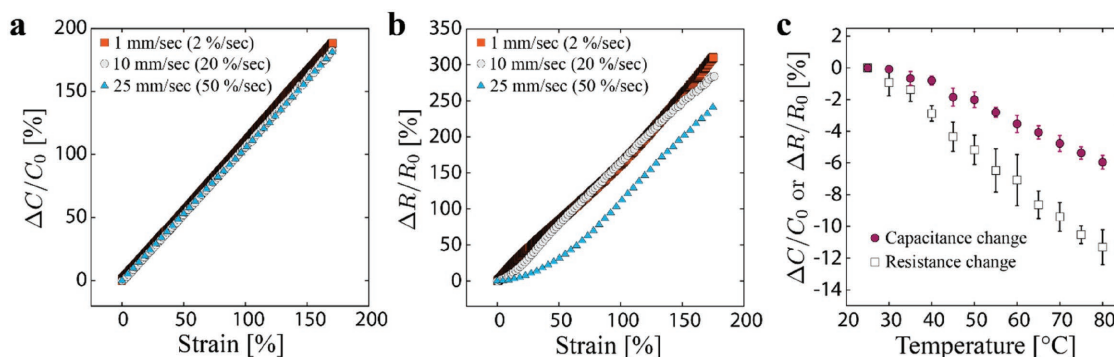 a
200
150
100
50
0
ΔC/C₀ [%]
1 mm/sec (2 %/sec)
10 mm/sec (20 %/sec)
25 mm/sec (50 %/sec)
0 50 100 150 200
Strain [%]
b
350
300
250
200
150
100
50
0
ΔR/R₀ [%]
1 mm/sec (2 %/sec)
10 mm/sec (20 %/sec)
25 mm/sec (50 %/sec)
0 50 100 150 200
Strain [%]
c
2
0
-2
-4
-6
-8
-10
-12
-14
ΔC/C₀ or ΔR/R₀ [%]
Capacitance change
Resistance change
20 30 40 50 60 70 80
Temperature [°C]